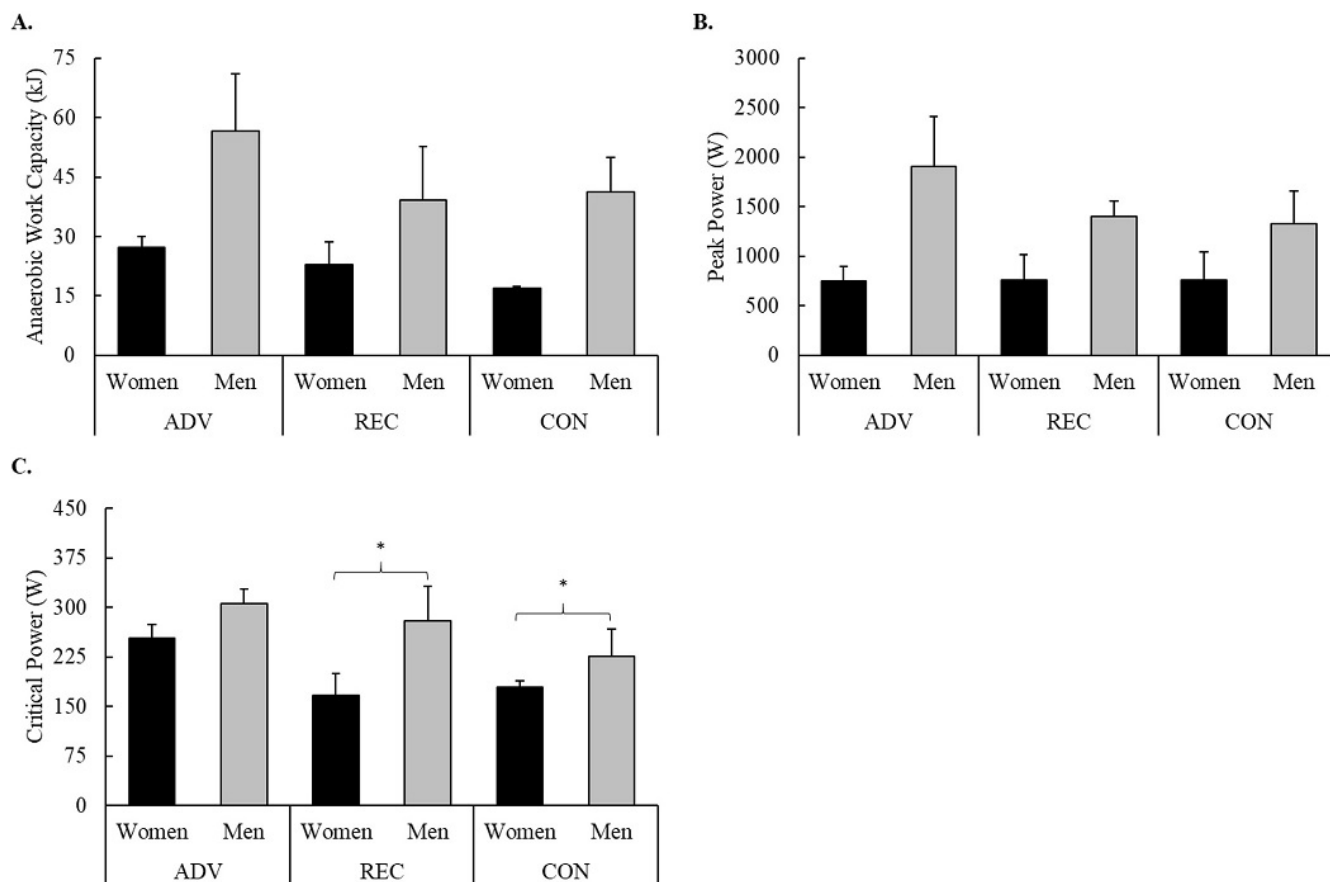 A.
Anaerobic Work Capacity (kJ)
75
60
45
30
15
0
Women Men Women Men Women Men
ADV REC CON
B.
Peak Power (W)
3000
2500
2000
1500
1000
500
0
Women Men Women Men Women Men
ADV REC CON
C.
Critical Power (W)
450
375
300
225
150
75
0
*
*
Women Men Women Men Women Men
ADV REC CON